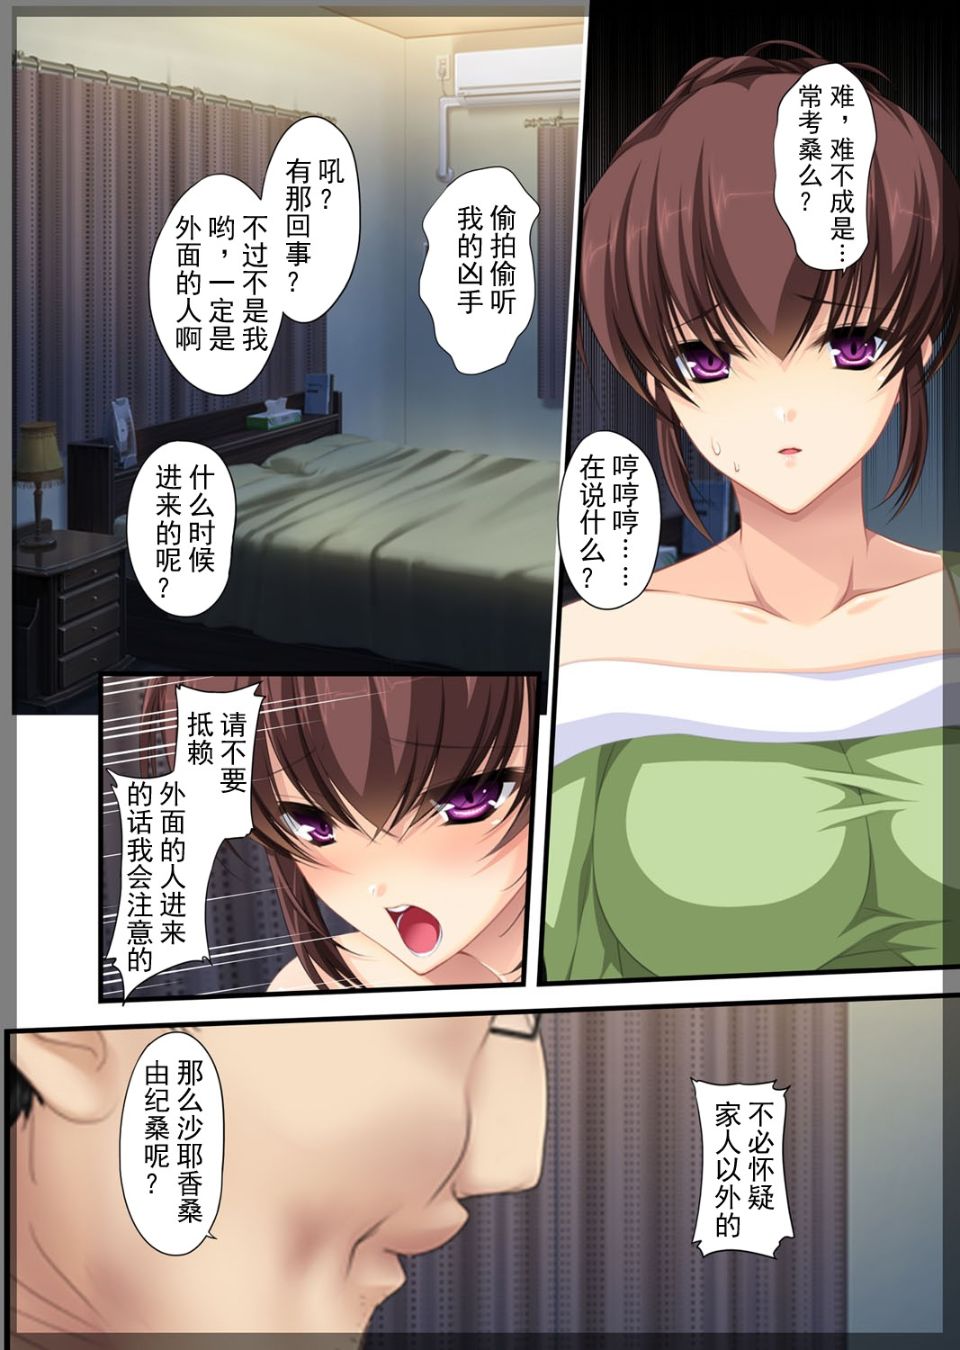 难，难不成是…
常考桑么？
哼哼哼……
在说什么？
偷拍偷听
我的凶手
吼？
有那回事？
不过不是我
哟，一定是
外面的人啊
什么时候
进来的呢？
请不要
抵赖
外面的人进来
的话我会注意的
不必怀疑
家人以外的
那么沙耶香桑
由纪桑呢？